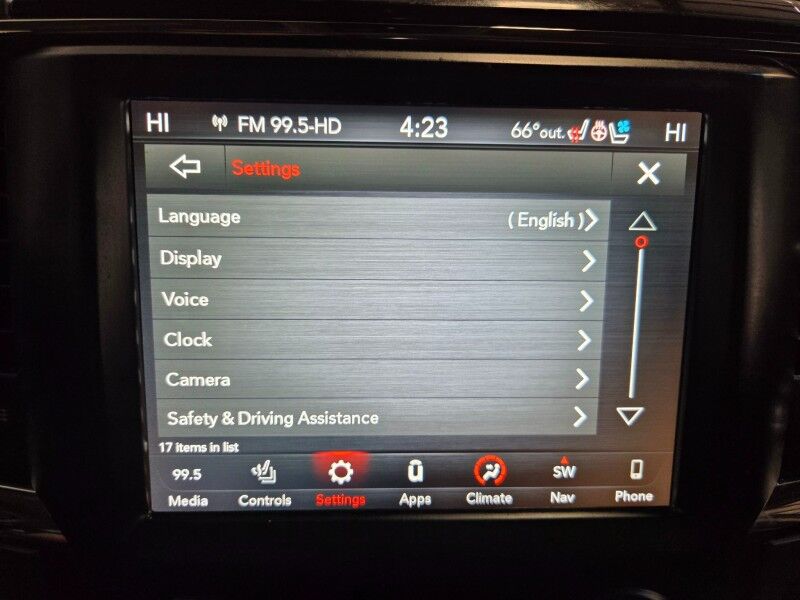 HI FM 99.5-HD 4:23 66°out. HI
Settings
Language (English)
Display
Voice
Clock
Camera
Safety & Driving Assistance
17 items in list
99.5 SW
Media Controls Settings Apps Climate Nav Phone